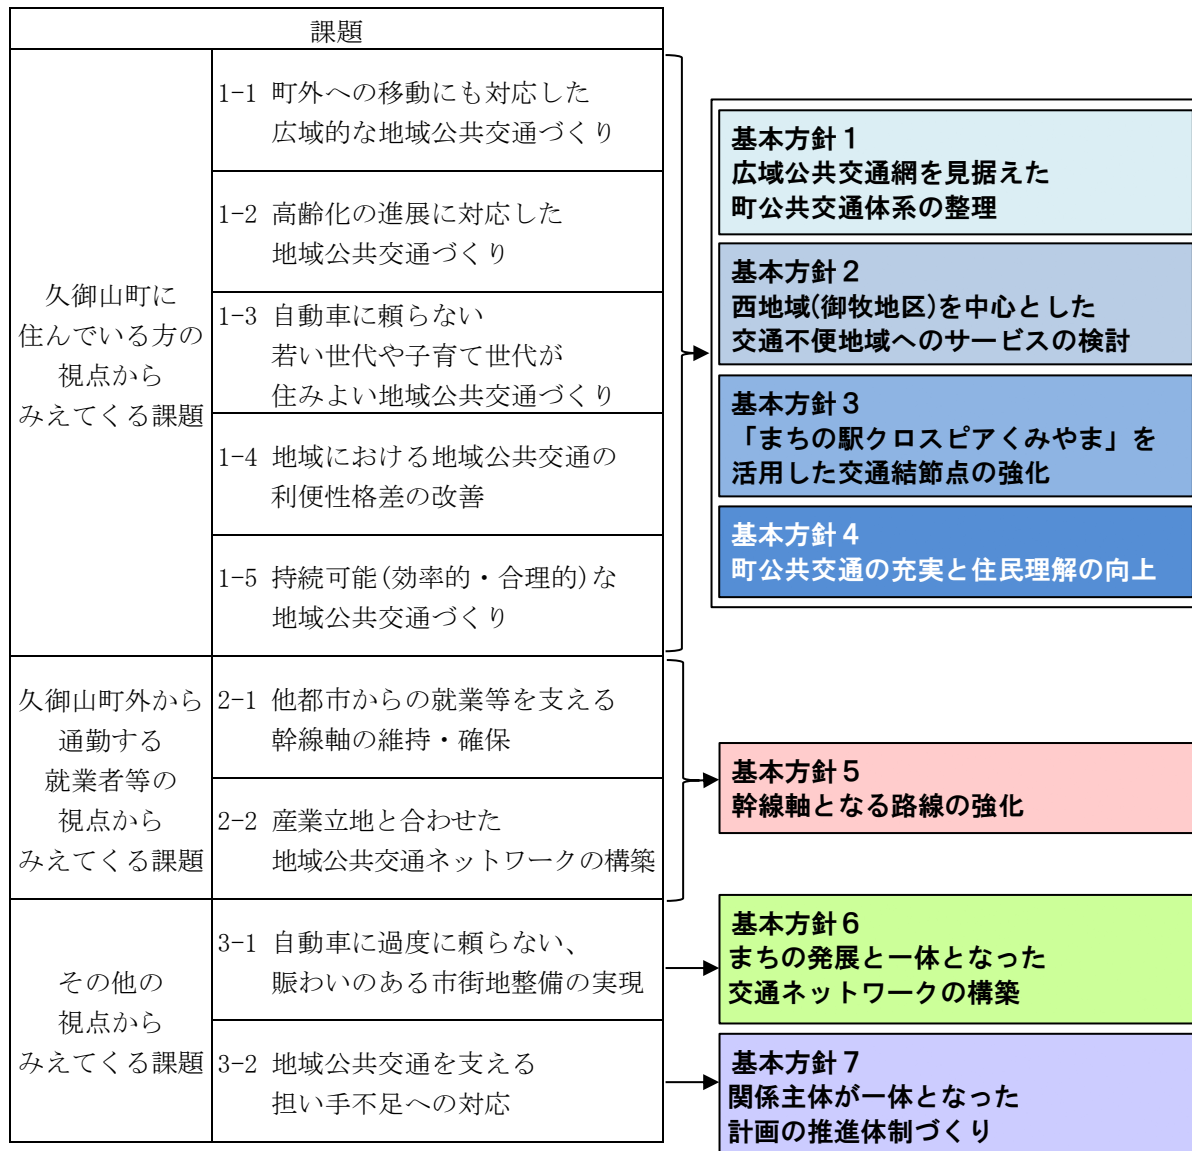 課題
久御山町に
住んでいる方の
視点から
みえてくる課題
1-1 町外への移動にも対応した
広域的な地域公共交通づくり
1-2 高齢化の進展に対応した
地域公共交通づくり
1-3 自動車に頼らない
若い世代や子育て世代が
住みよい地域公共交通づくり
1-4 地域における地域公共交通の
利便性格差の改善
1-5 持続可能(効率的・合理的)な
地域公共交通づくり
基本方針１
広域公共交通網を見据えた
町公共交通体系の整理
基本方針２
西地域(御牧地区)を中心とした
交通不便地域へのサービスの検討
基本方針３
「まちの駅クロスピアくみやま」を
活用した交通結節点の強化
基本方針４
町公共交通の充実と住民理解の向上
久御山町外から
通勤する
就業者等の
視点から
みえてくる課題
2-1 他都市からの就業等を支える
幹線軸の維持・確保
2-2 産業立地と合わせた
地域公共交通ネットワークの構築
基本方針５
幹線軸となる路線の強化
その他の
視点から
みえてくる課題
3-1 自動車に過度に頼らない、
賑わいのある市街地整備の実現
3-2 地域公共交通を支える
担い手不足への対応
基本方針６
まちの発展と一体となった
交通ネットワークの構築
基本方針７
関係主体が一体となった
計画の推進体制づくり